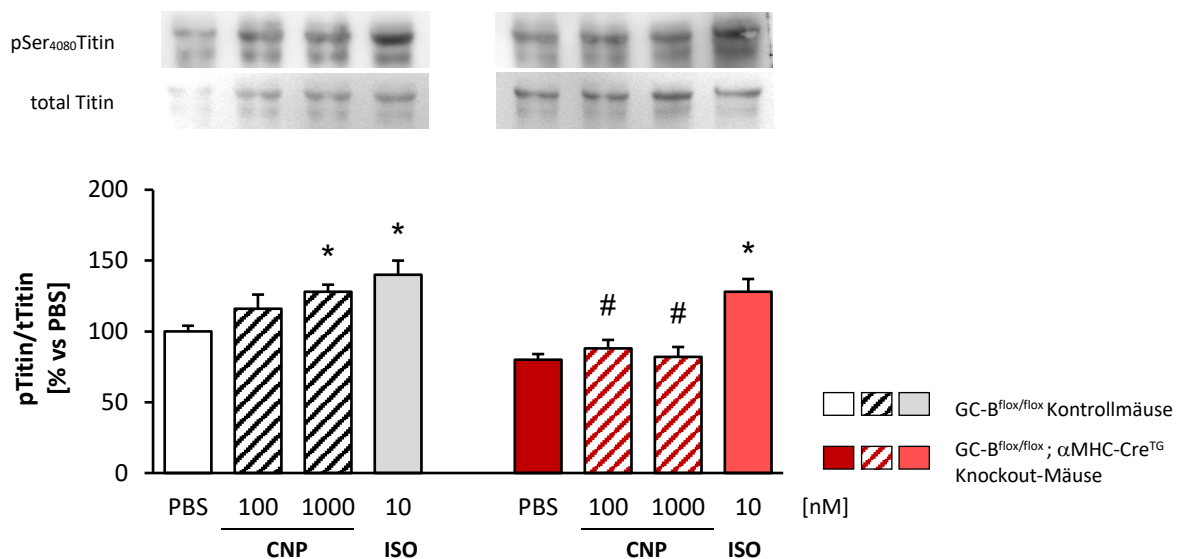 pSer₄₀₈₀Titin
total Titin
pTitin/tTitin
[% vs PBS]
200
150
100
50
0
*
*
#
#
*
PBS 100 1000 10 PBS 100 1000 10 [nM]
CNP ISO CNP ISO
GC-Bflox/flox Kontrollmäuse
GC-Bflox/flox ; αMHC-CreTG
Knockout-Mäuse